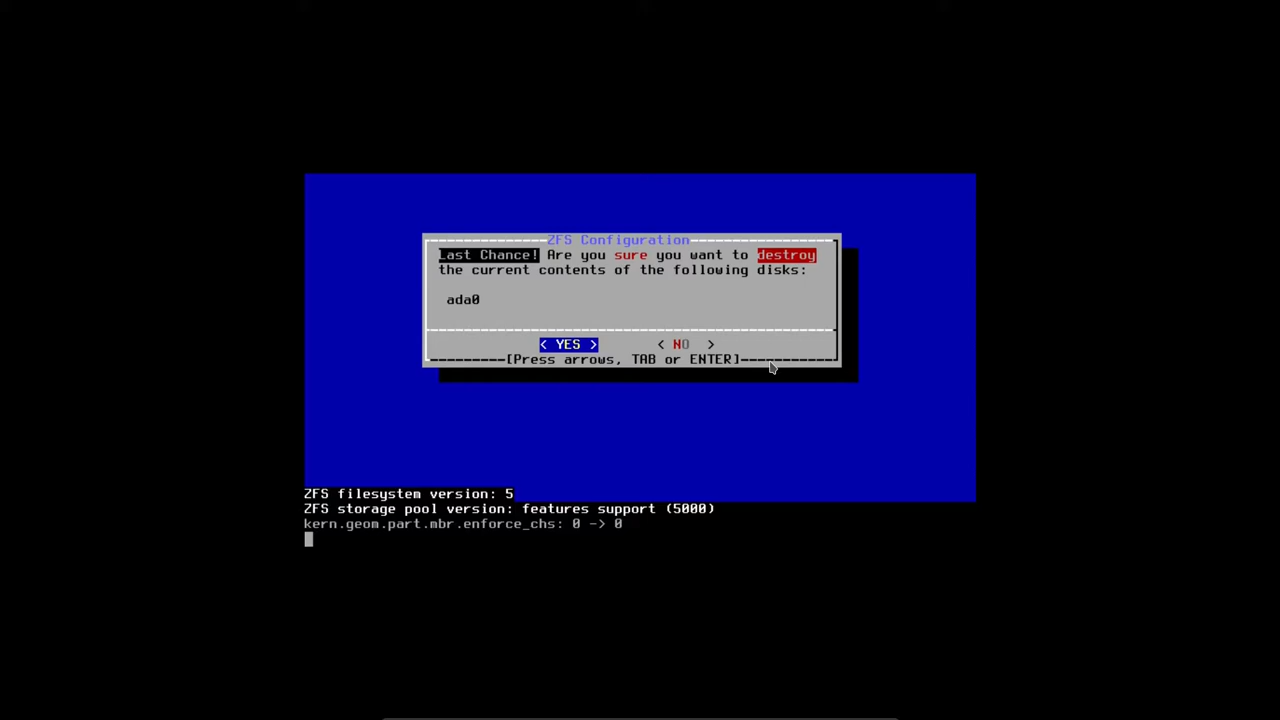 ZFS Configuration
Last Chance! Are you sure you want to destroy
the current contents of the following disks:
ada0
< YES > < NO >
[Press arrows, TAB or ENTER]
ZFS filesystem version: 5
ZFS storage pool version: features support (5000)
kern.geom.part.mbr.enforce_chs: 0 -> 0